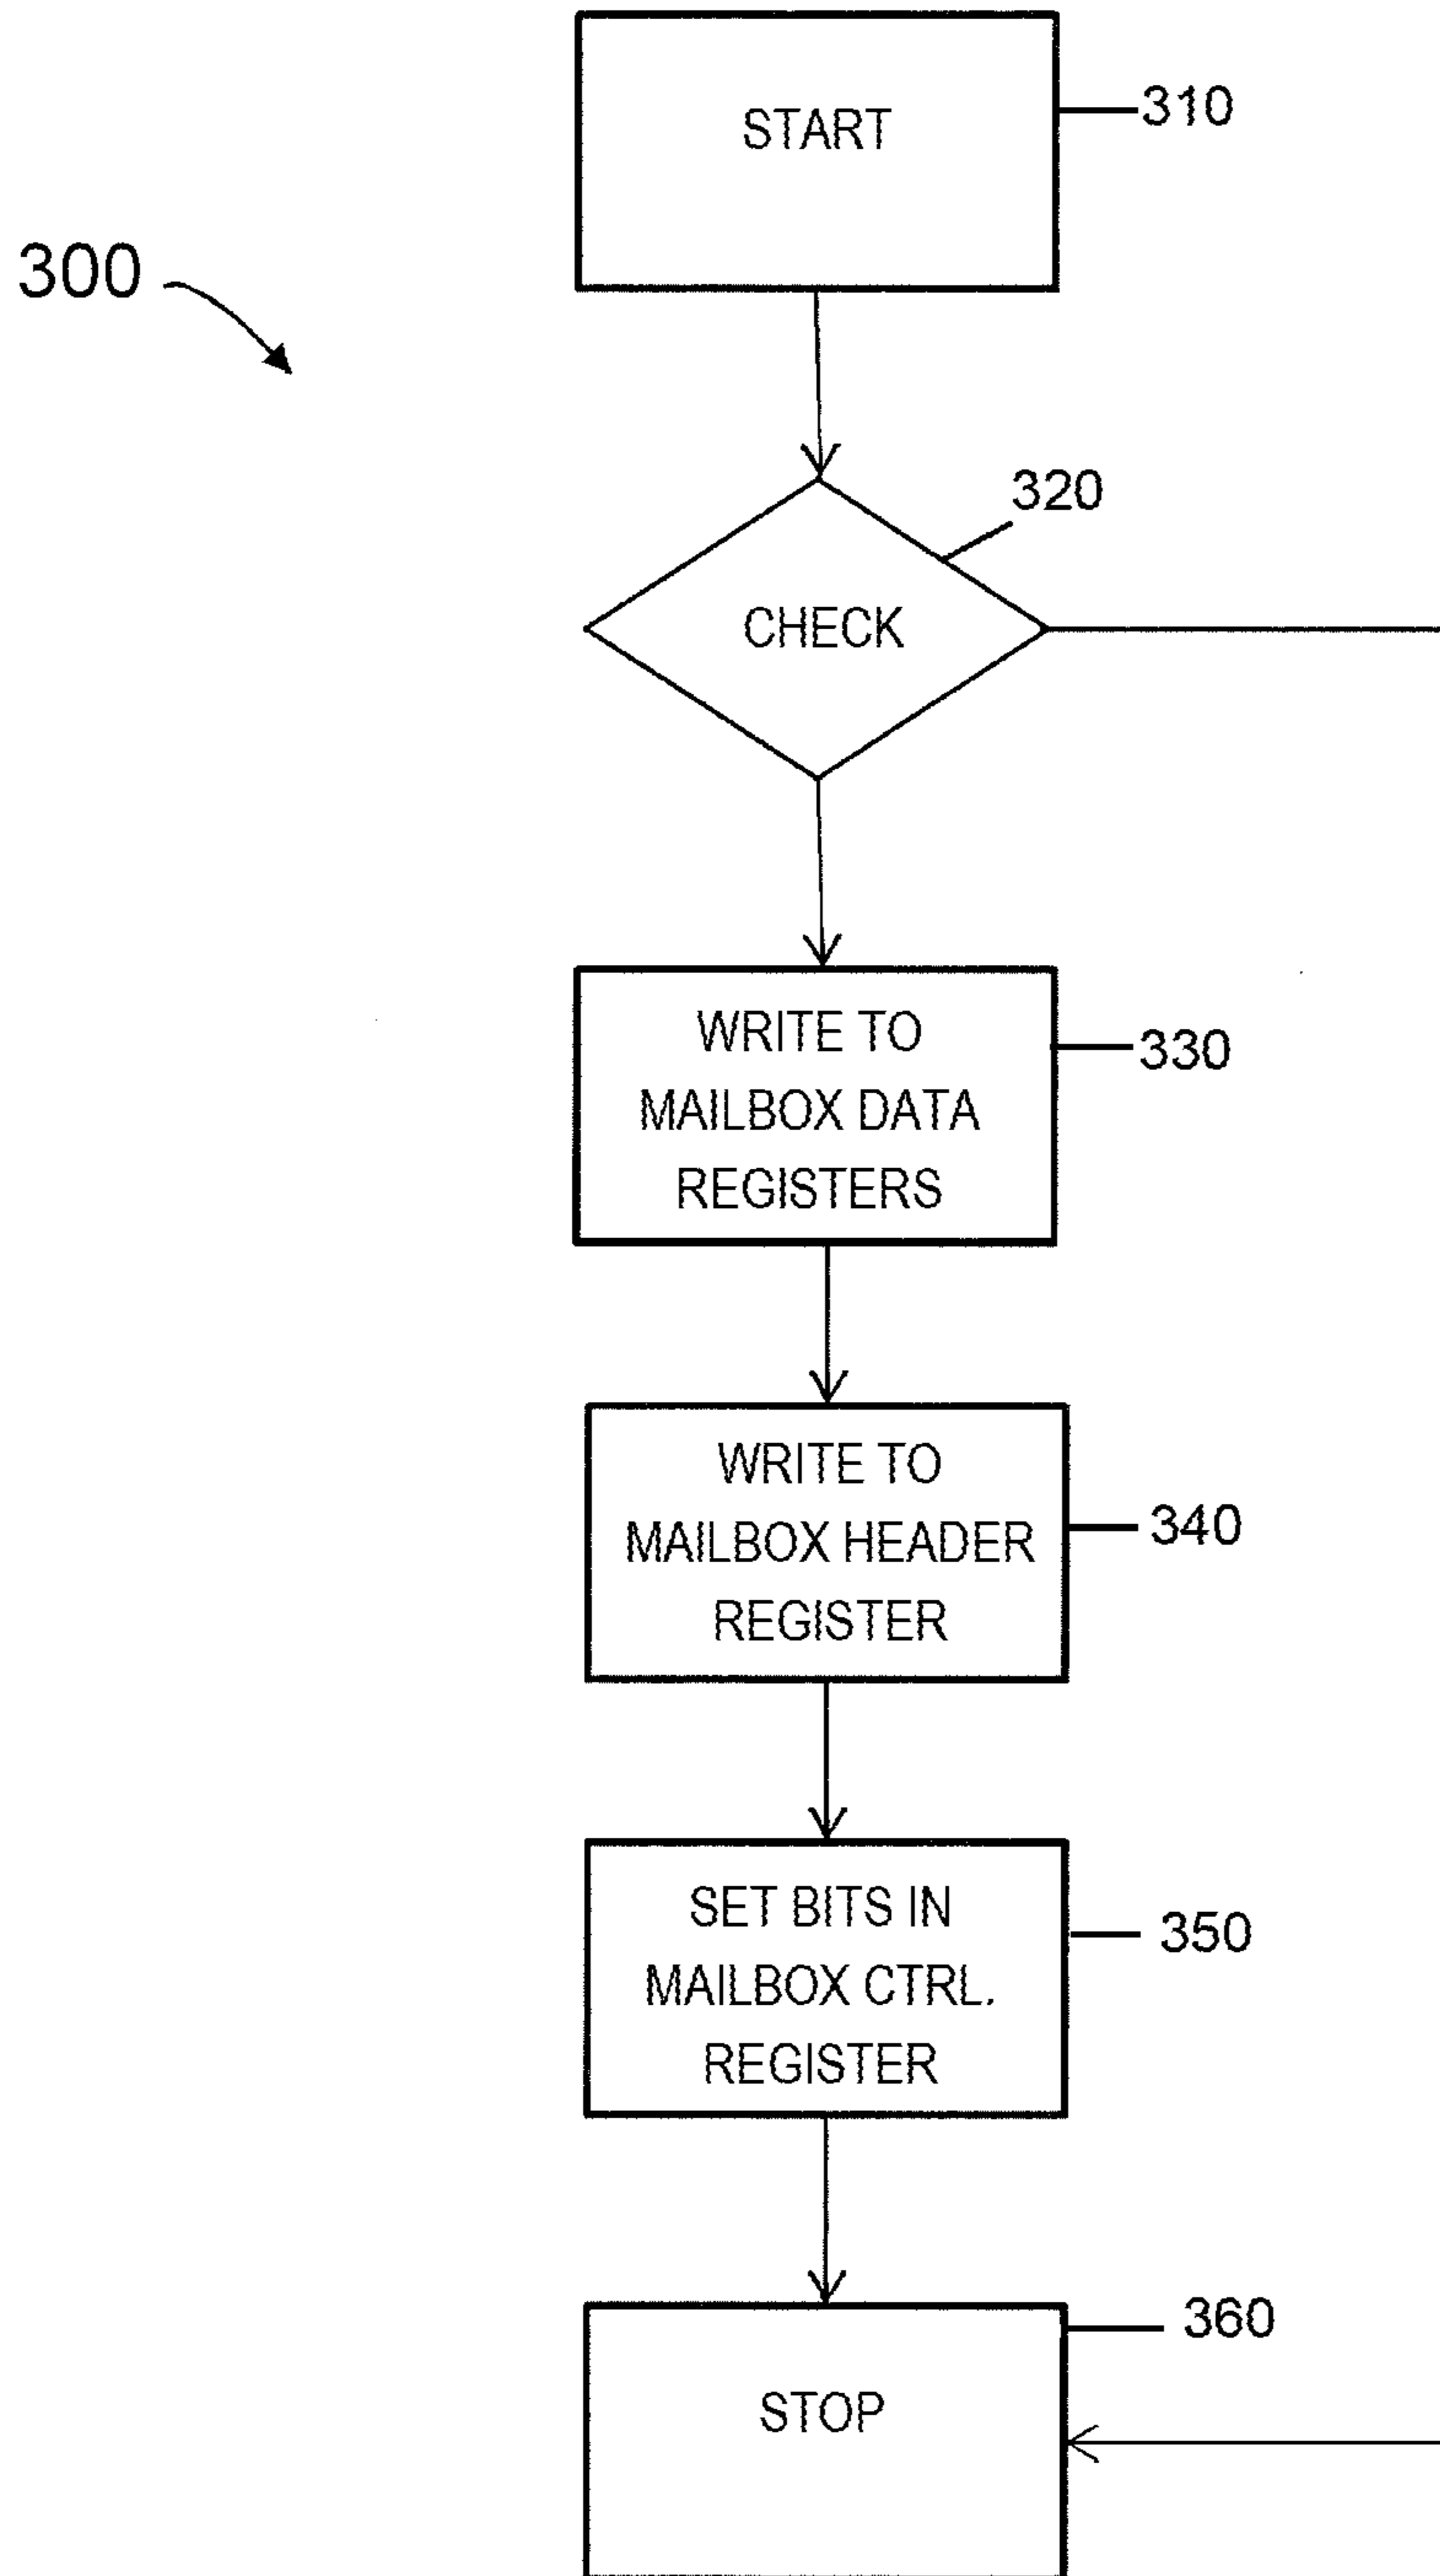 START
310
300
320
CHECK
WRITE TO
MAILBOX DATA
REGISTERS
330
WRITE TO
MAILBOX HEADER
REGISTER
340
SET BITS IN
MAILBOX CTRL.
REGISTER
350
360
STOP